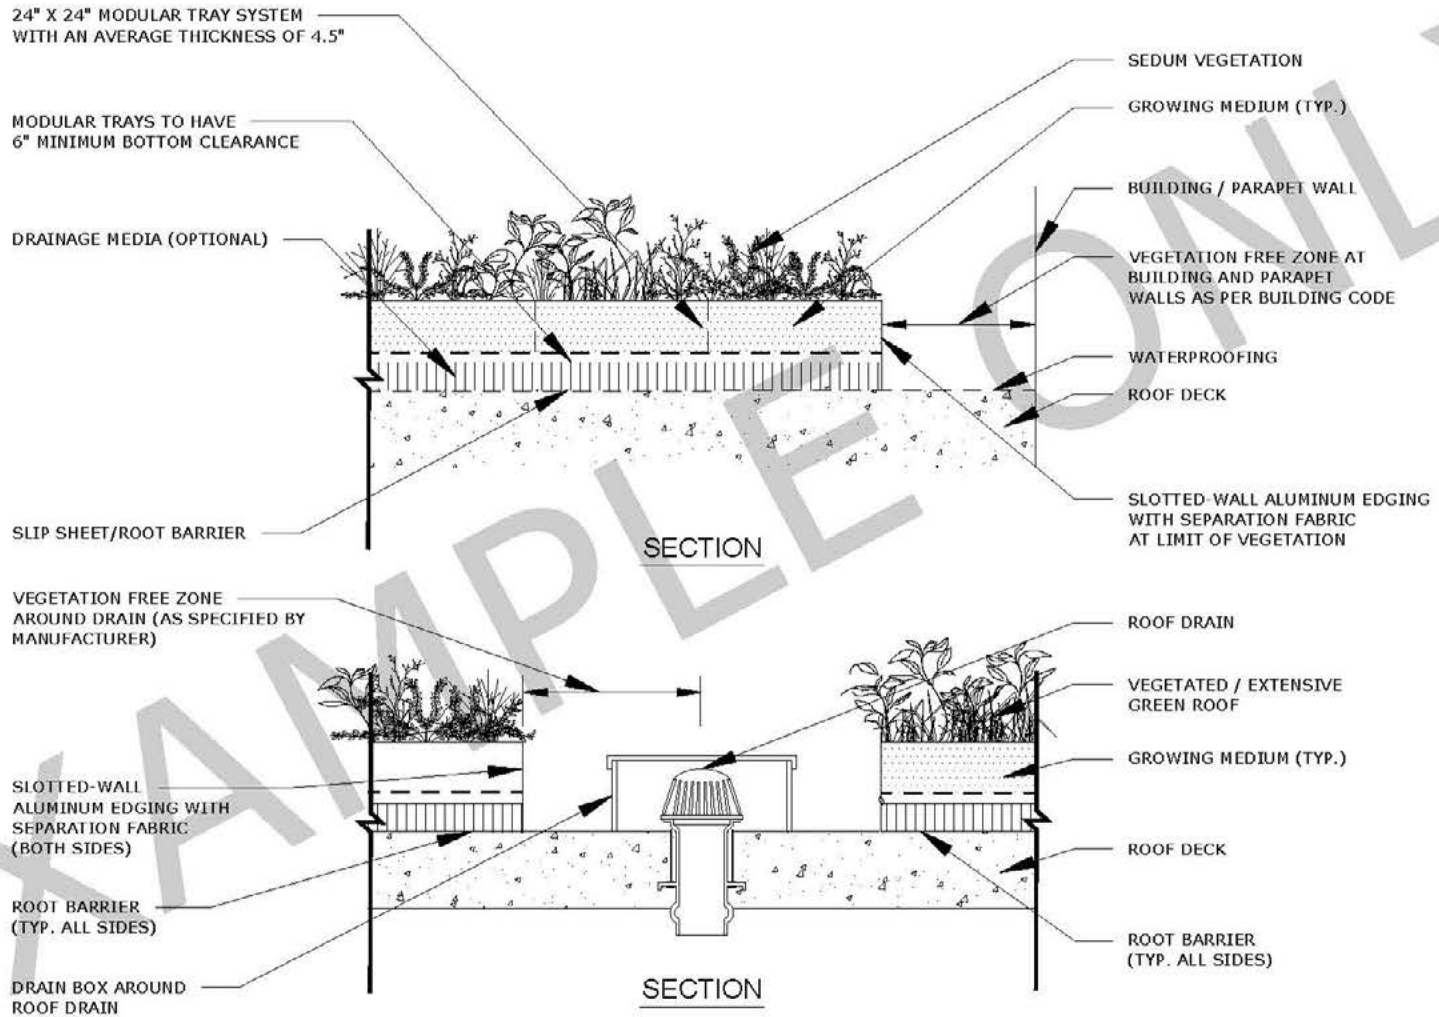 24" X 24" MODULAR TRAY SYSTEM
WITH AN AVERAGE THICKNESS OF 4.5"
MODULAR TRAYS TO HAVE
6" MINIMUM BOTTOM CLEARANCE
DRAINAGE MEDIA (OPTIONAL)
SLIP SHEET/ROOT BARRIER
SEDUM VEGETATION
GROWING MEDIUM (TYP.)
BUILDING / PARAPET WALL
VEGETATION FREE ZONE AT
BUILDING AND PARAPET
WALLS AS PER BUILDING CODE
WATERPROOFING
ROOF DECK
SLOTTED-WALL ALUMINUM EDGING
WITH SEPARATION FABRIC
AT LIMIT OF VEGETATION
SECTION
VEGETATION FREE ZONE
AROUND DRAIN (AS SPECIFIED BY
MANUFACTURER)
SLOTTED-WALL
ALUMINUM EDGING WITH
SEPARATION FABRIC
(BOTH SIDES)
ROOT BARRIER
(TYP. ALL SIDES)
DRAIN BOX AROUND
ROOF DRAIN
ROOF DRAIN
VEGETATED / EXTENSIVE
GREEN ROOF
GROWING MEDIUM (TYP.)
ROOF DECK
ROOT BARRIER
(TYP. ALL SIDES)
SECTION
XAMPLE ONL